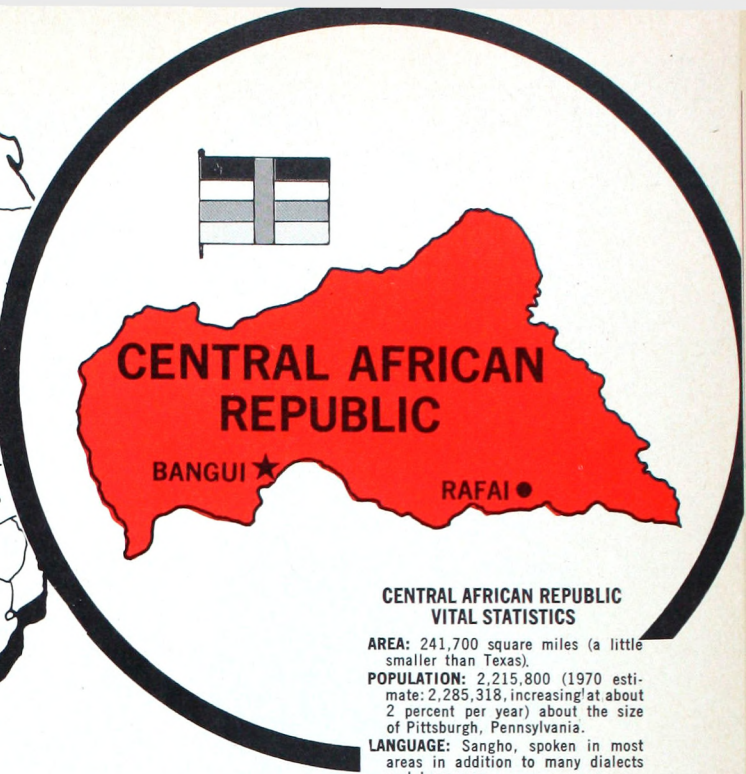 CENTRAL AFRICAN
REPUBLIC
BANGUI
RAFAI
CENTRAL AFRICAN REPUBLIC
VITAL STATISTICS
AREA: 241,700 square miles (a little
smaller than Texas).
POPULATION: 2,215,800 (1970 esti-
mate: 2,285,318, increasing at about
2 percent per year) about the size
of Pittsburgh, Pennsylvania.
LANGUAGE: Sangho, spoken in most
areas in addition to many dialects